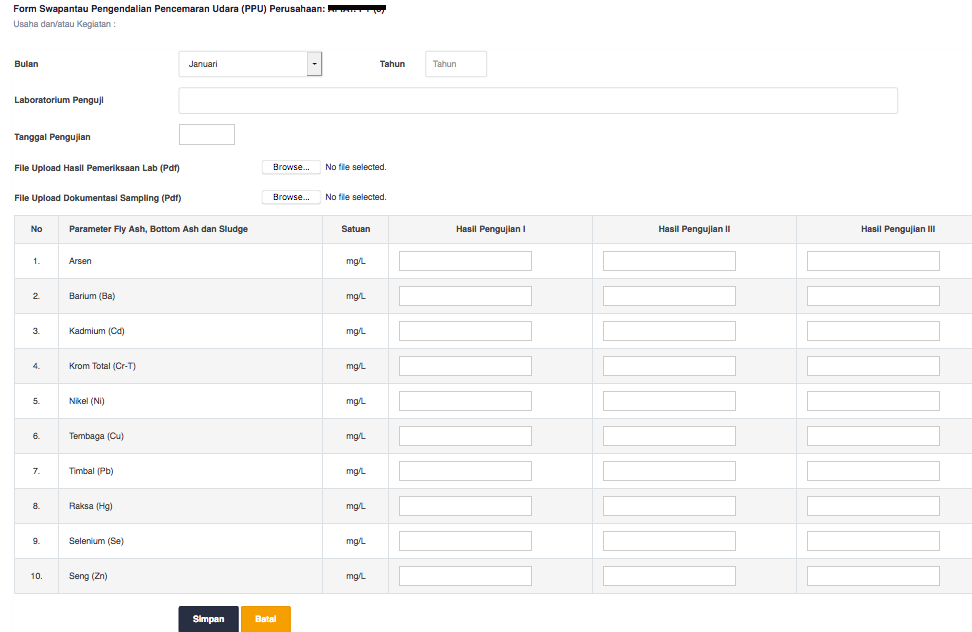 Form Swapantau Pengendalian Pencemaran Udara (PPU) Perusahaan:
Usaha dan/atau Kegiatan :
Bulan Januari Tahun Tahun
Laboratorium Penguji
Tanggal Pengujian
File Upload Hasil Pemeriksaan Lab (Pdf) Browse... No file selected.
File Upload Dokumentasi Sampling (Pdf) Browse... No file selected.
No Parameter Fly Ash, Bottom Ash dan Sludge Satuan Hasil Pengujian I Hasil Pengujian II Hasil Pengujian III
1. Arsen mg/L
2. Barium (Ba) mg/L
3. Kadmium (Cd) mg/L
4. Krom Total (Cr-T) mg/L
5. Nikel (Ni) mg/L
6. Tembaga (Cu) mg/L
7. Timbal (Pb) mg/L
8. Raksa (Hg) mg/L
9. Selenium (Se) mg/L
10. Seng (Zn) mg/L
Simpan Batal